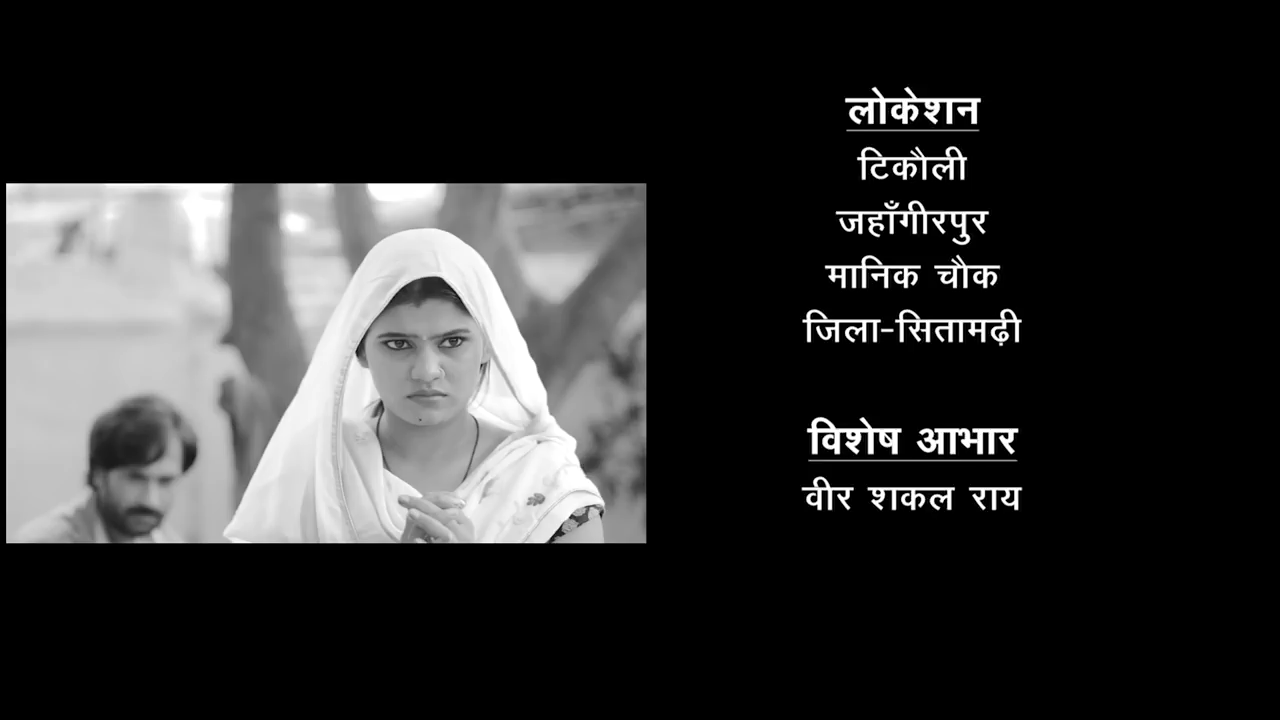 लोकेशन
टिकौली
जहाँगीरपुर
मानिक चौक
जिला-सितामढ़ी
विशेष आभार
वीर शकल राय